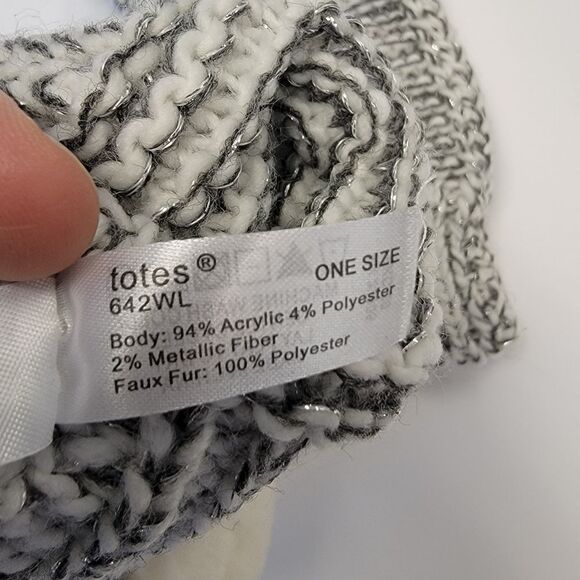 totes®
ONE SIZE
642WL
Body: 94% Acrylic 4% Polyester
2% Metallic Fiber
Faux Fur: 100% Polyester